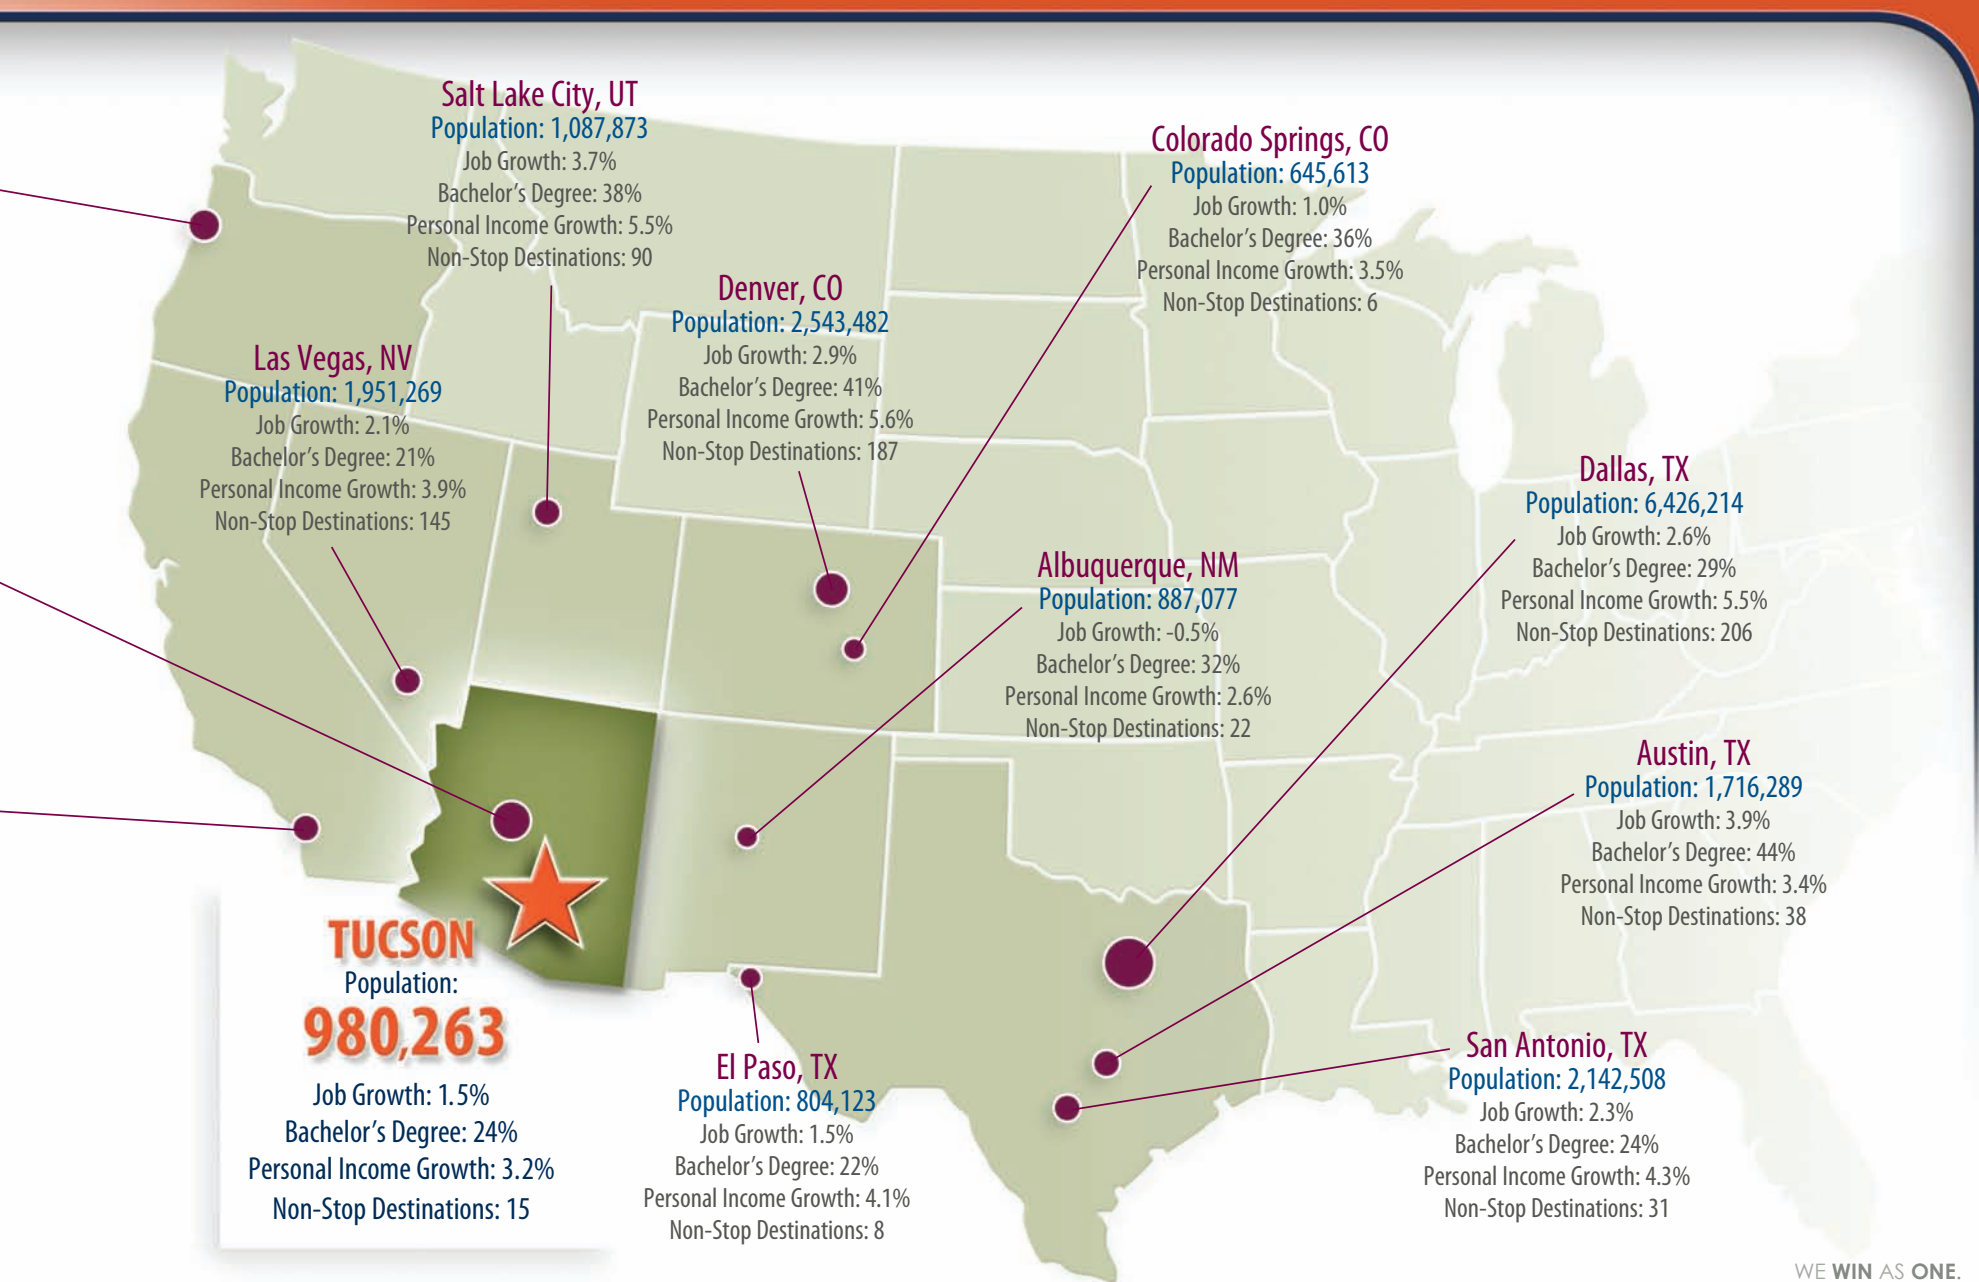 Salt Lake City, UT
Population: 1,087,873
Job Growth: 3.7%
Bachelor's Degree: 38%
Personal Income Growth: 5.5%
Non-Stop Destinations: 90
Colorado Springs, CO
Population: 645,613
Job Growth: 1.0%
Bachelor's Degree: 36%
Personal Income Growth: 3.5%
Non-Stop Destinations: 6
Denver, CO
Population: 2,543,482
Job Growth: 2.9%
Bachelor's Degree: 41%
Personal Income Growth: 5.6%
Non-Stop Destinations: 187
Las Vegas, NV
Population: 1,951,269
Job Growth: 2.1%
Bachelor's Degree: 21%
Personal Income Growth: 3.9%
Non-Stop Destinations: 145
Dallas, TX
Population: 6,426,214
Job Growth: 2.6%
Bachelor's Degree: 29%
Personal Income Growth: 5.5%
Non-Stop Destinations: 206
Albuquerque, NM
Population: 887,077
Job Growth: -0.5%
Bachelor's Degree: 32%
Personal Income Growth: 2.6%
Non-Stop Destinations: 22
Austin, TX
Population: 1,716,289
Job Growth: 3.9%
Bachelor's Degree: 44%
Personal Income Growth: 3.4%
Non-Stop Destinations: 38
TUCSON
Population:
980,263
Job Growth: 1.5%
Bachelor's Degree: 24%
Personal Income Growth: 3.2%
Non-Stop Destinations: 15
El Paso, TX
Population: 804,123
Job Growth: 1.5%
Bachelor's Degree: 22%
Personal Income Growth: 4.1%
Non-Stop Destinations: 8
San Antonio, TX
Population: 2,142,508
Job Growth: 2.3%
Bachelor's Degree: 24%
Personal Income Growth: 4.3%
Non-Stop Destinations: 31
WE WIN AS ONE.